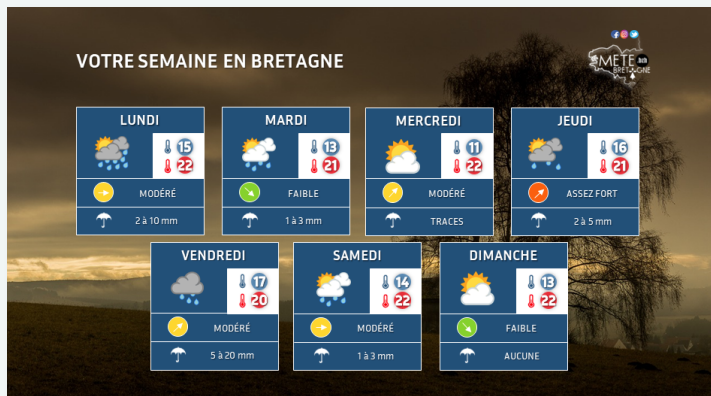 VOTRE SEMAINE EN BRETAGNE
METEO bzh
BRETAGNE
LUNDI
15
22
MODÉRÉ
2 à 10 mm
MARDI
13
21
FAIBLE
1 à 3 mm
MERCREDI
11
22
MODÉRÉ
TRACES
JEUDI
16
21
ASSEZ FORT
2 à 5 mm
VENDREDI
17
20
MODÉRÉ
5 à 20 mm
SAMEDI
14
22
MODÉRÉ
1 à 3 mm
DIMANCHE
13
22
FAIBLE
AUCUNE